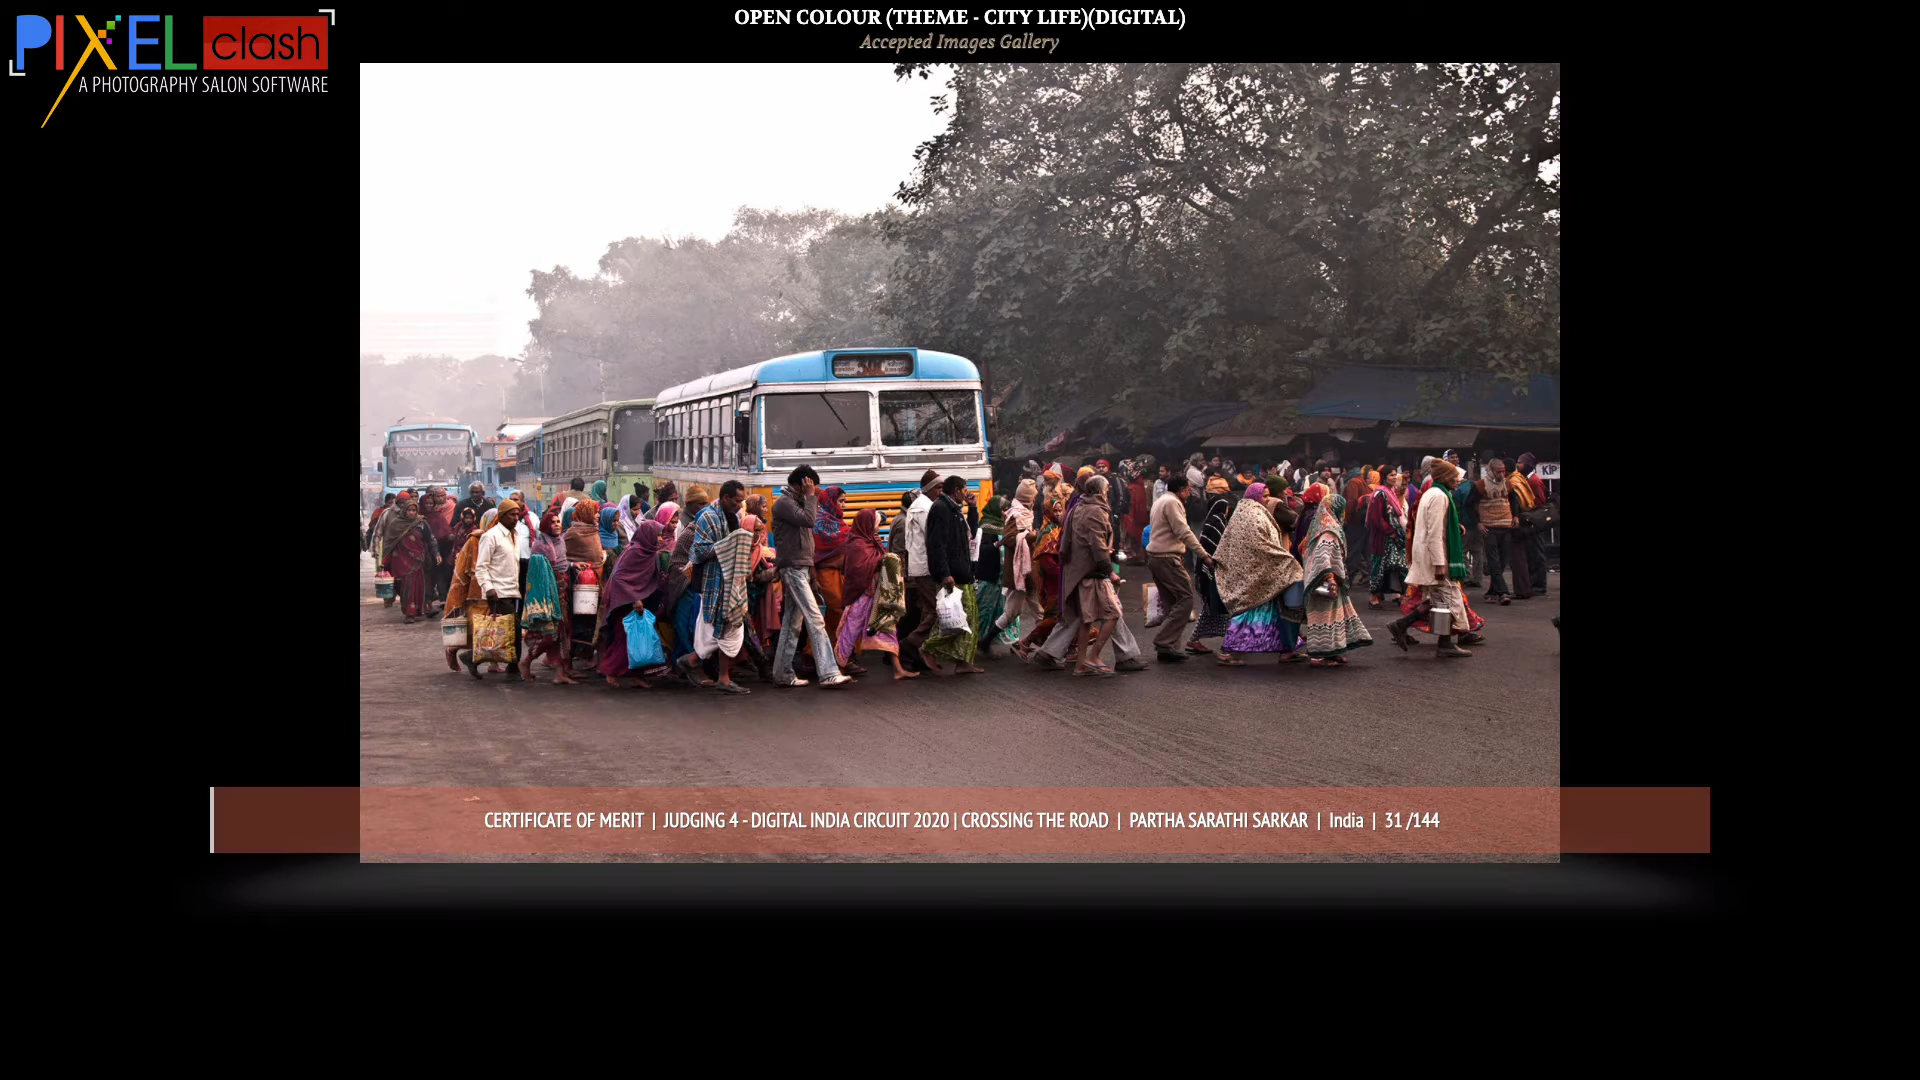 PIXEL clash
A PHOTOGRAPHY SALON SOFTWARE
OPEN COLOUR (THEME - CITY LIFE)(DIGITAL)
Accepted Images Gallery
INDU
KIP
CERTIFICATE OF MERIT | JUDGING 4 - DIGITAL INDIA CIRCUIT 2020 | CROSSING THE ROAD | PARTHA SARATHI SARKAR | India | 31 /144